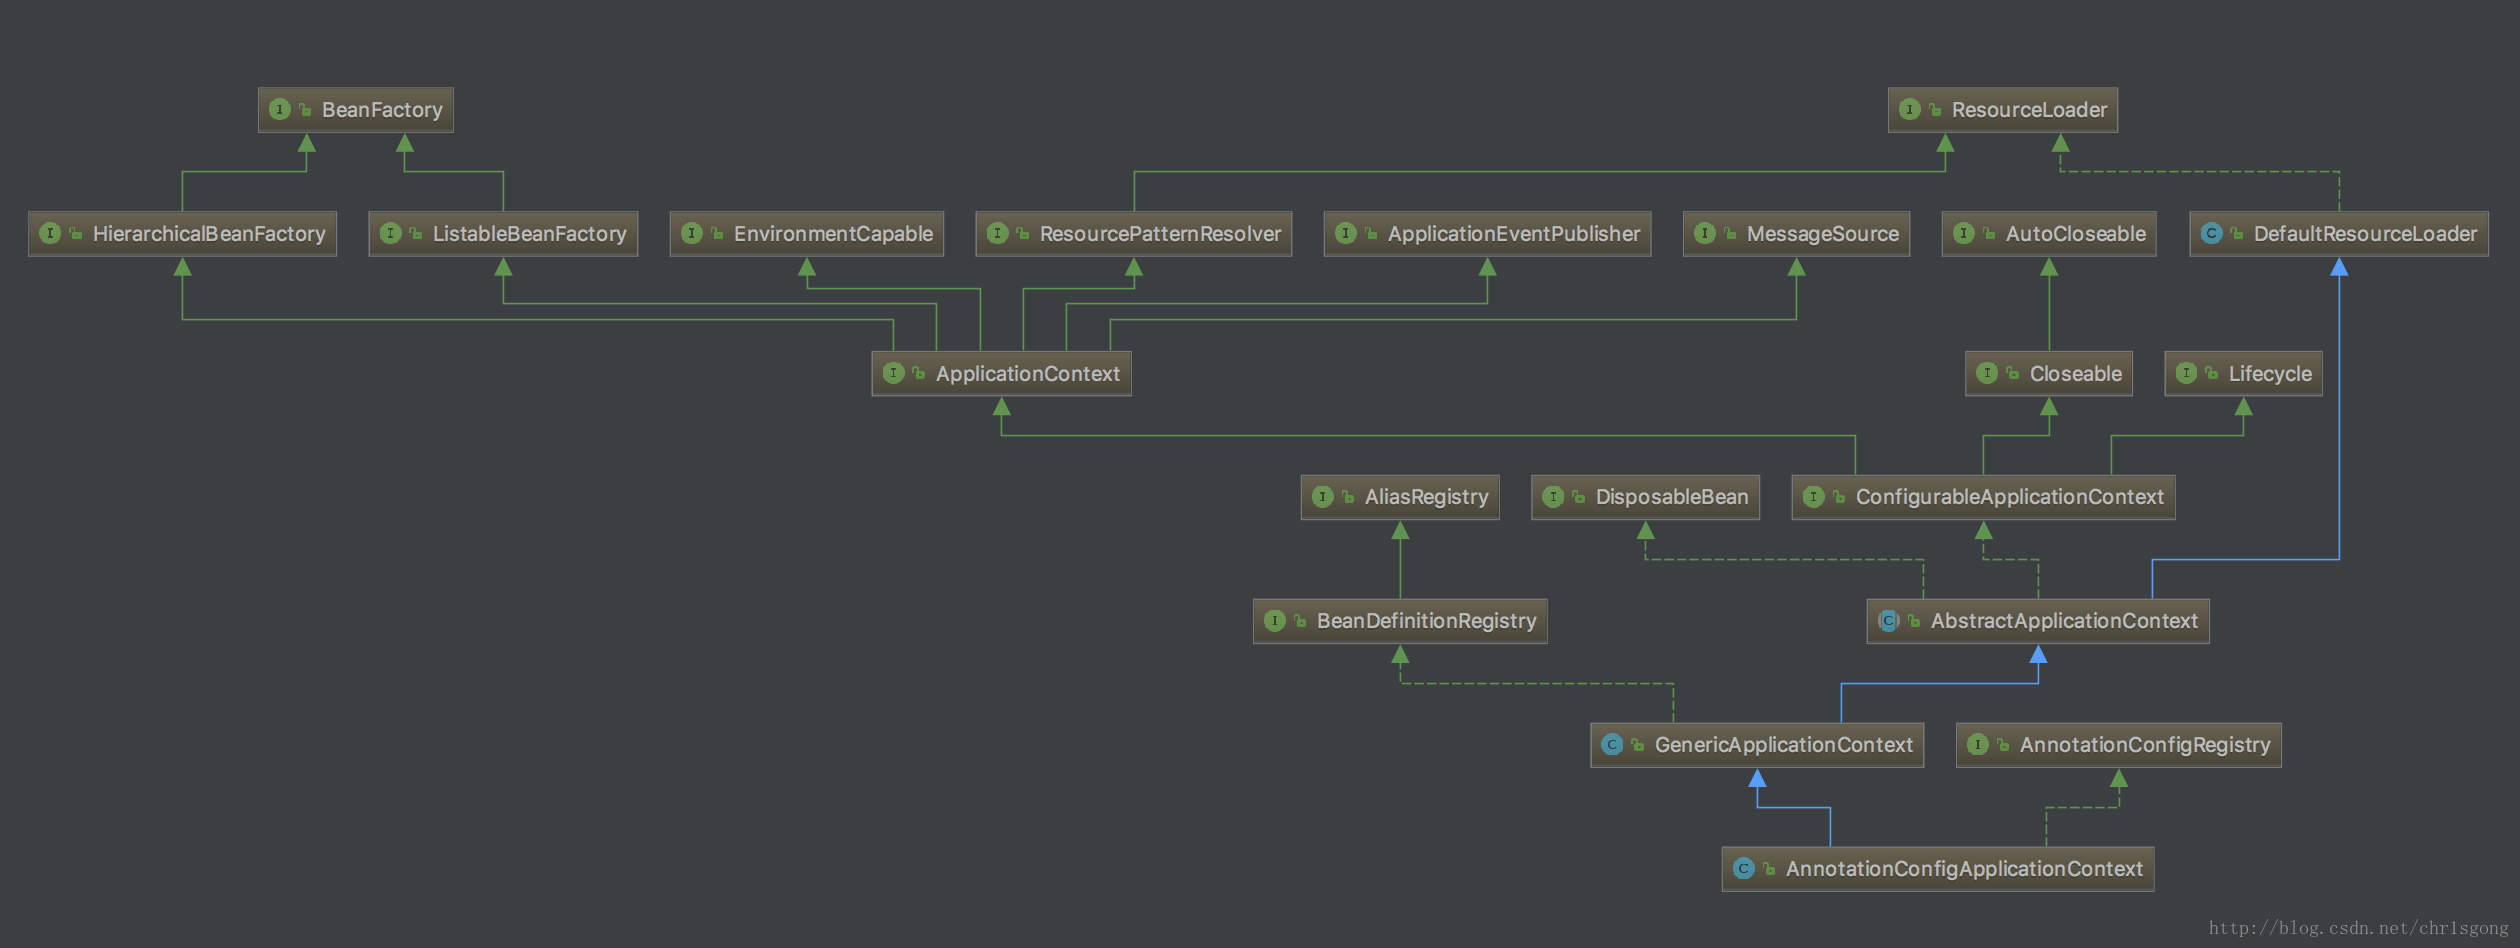 BeanFactory
ResourceLoader
HierarchicalBeanFactory
ListableBeanFactory
EnvironmentCapable
ResourcePatternResolver
ApplicationEventPublisher
MessageSource
AutoCloseable
DefaultResourceLoader
ApplicationContext
Closeable
Lifecycle
AliasRegistry
DisposableBean
ConfigurableApplicationContext
BeanDefinitionRegistry
AbstractApplicationContext
GenericApplicationContext
AnnotationConfigRegistry
AnnotationConfigApplicationContext
http://blog.csdn.net/chr1sgong